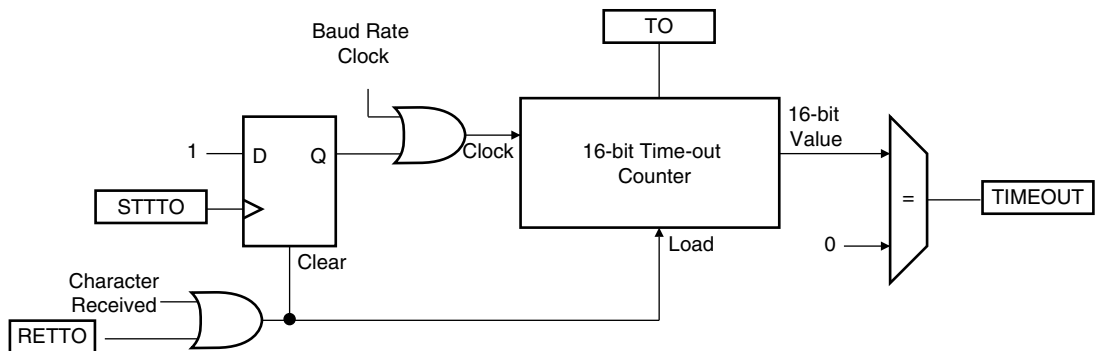 TO
Baud Rate
Clock
16-bit
Value
1
D
Q
Clock
16-bit Time-out
Counter
=
TIMEOUT
STTTO
0
Load
Clear
Character
Received
RETTO